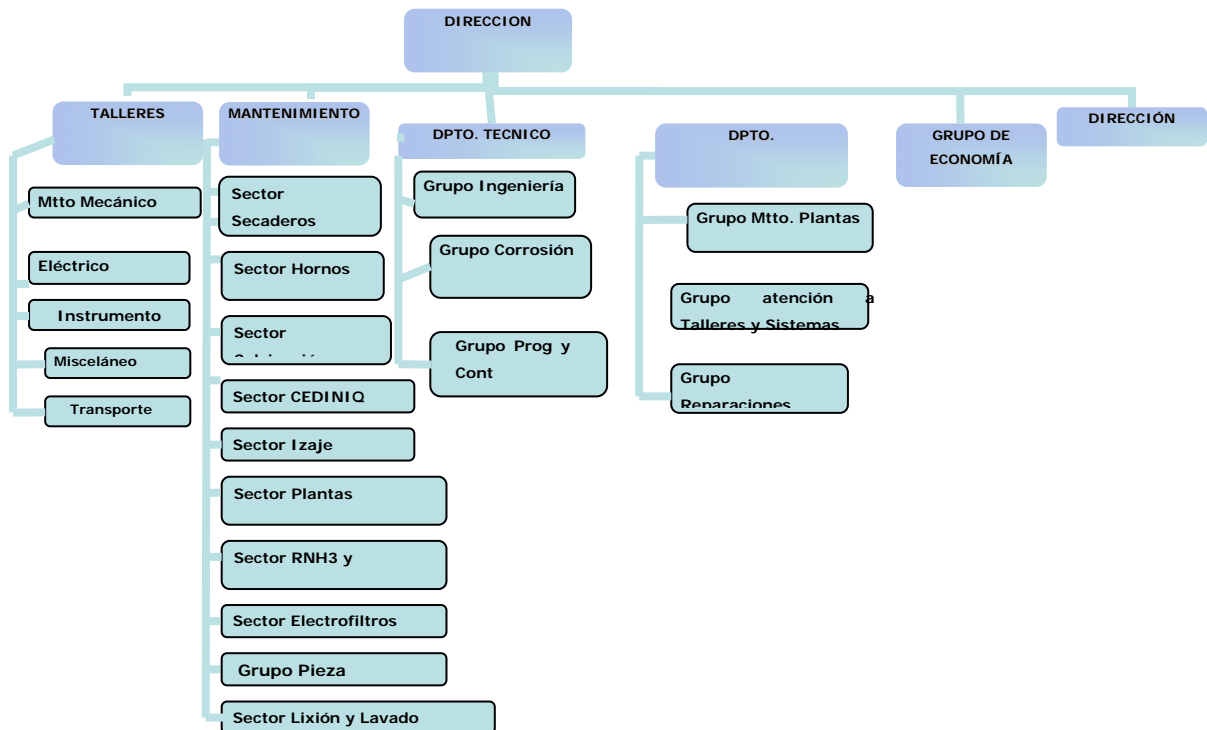 DIRECCION
TALLERES
MANTENIMIENTO
DPTO. TECNICO
DPTO.
GRUPO DE
ECONOMÍA
DIRECCIÓN
Mtto Mecánico
Eléctrico
Instrumento
Misceláneo
Transporte
Sector
Secaderos
Sector Hornos
Sector
Sector CEDINIQ
Sector Izaje
Sector Plantas
Sector RNH3 y
Sector Electrofiltros
Grupo Pieza
Sector Lixión y Lavado
Grupo Ingeniería
Grupo Corrosión
Grupo Prog y
Cont
Grupo Mtto. Plantas
Grupo atención a
Talleres y Sistemas
Grupo
Reparaciones